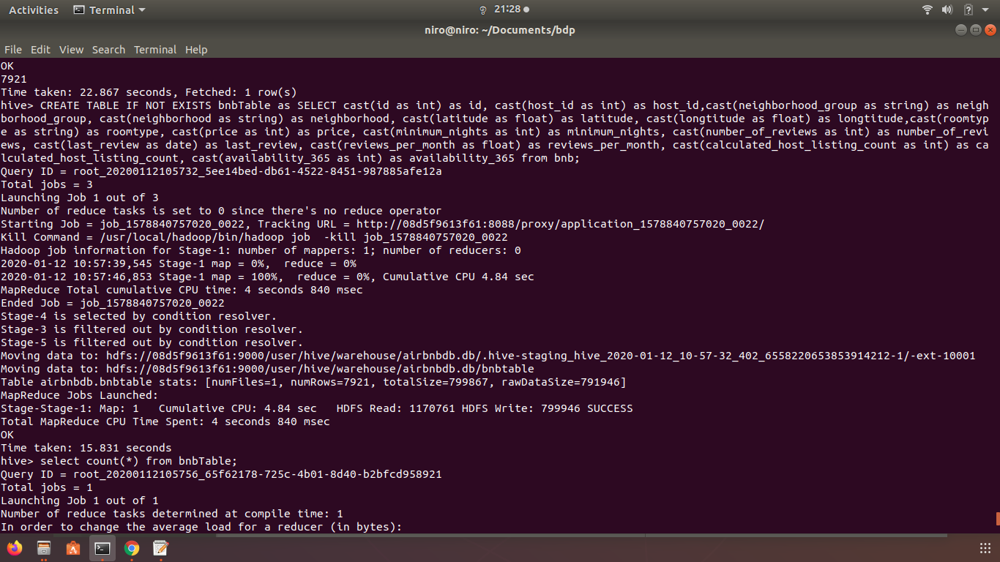 Activities Terminal 21:28
niro@niro: ~/Documents/bdp
File Edit View Search Terminal Help
OK
7921
Time taken: 22.867 seconds, Fetched: 1 row(s)
hive> CREATE TABLE IF NOT EXISTS bnbTable as SELECT cast(id as int) as id, cast(host_id as int) as host_id,cast(neighborhood_group as string) as neigh
borhood_group, cast(neighborhood as string) as neighborhood, cast(latitude as float) as latitude, cast(longtitude as float) as longtitude,cast(roomtyp
e as string) as roomtype, cast(price as int) as price, cast(minimum_nights as int) as minimum_nights, cast(number_of_reviews as int) as number_of_revi
ews, cast(last_review as date) as last_review, cast(reviews_per_month as float) as reviews_per_month, cast(calculated_host_listing_count as int) as ca
lculated_host_listing_count, cast(availability_365 as int) as availability_365 from bnb;
Query ID = root_20200112105732_5ee14bed-db61-4522-8451-987885afe12a
Total jobs = 3
Launching Job 1 out of 3
Number of reduce tasks is set to 0 since there's no reduce operator
Starting Job = job_1578840757020_0022, Tracking URL = http://08d5f9613f61:8088/proxy/application_1578840757020_0022/
Kill Command = /usr/local/hadoop/bin/hadoop job  -kill job_1578840757020_0022
Hadoop job information for Stage-1: number of mappers: 1; number of reducers: 0
2020-01-12 10:57:39,545 Stage-1 map = 0%,  reduce = 0%
2020-01-12 10:57:46,853 Stage-1 map = 100%,  reduce = 0%, Cumulative CPU 4.84 sec
MapReduce Total cumulative CPU time: 4 seconds 840 msec
Ended Job = job_1578840757020_0022
Stage-4 is selected by condition resolver.
Stage-3 is filtered out by condition resolver.
Stage-5 is filtered out by condition resolver.
Moving data to: hdfs://08d5f9613f61:9000/user/hive/warehouse/airbnbdb.db/.hive-staging_hive_2020-01-12_10-57-32_402_6558220653853914212-1/-ext-10001
Moving data to: hdfs://08d5f9613f61:9000/user/hive/warehouse/airbnbdb.db/bnbtable
Table airbnbdb.bnbtable stats: [numFiles=1, numRows=7921, totalSize=799867, rawDataSize=791946]
MapReduce Jobs Launched:
Stage-Stage-1: Map: 1   Cumulative CPU: 4.84 sec   HDFS Read: 1170761 HDFS Write: 799946 SUCCESS
Total MapReduce CPU Time Spent: 4 seconds 840 msec
OK
Time taken: 15.831 seconds
hive> select count(*) from bnbTable;
Query ID = root_20200112105756_65f62178-725c-4b01-8d40-b2bfcd958921
Total jobs = 1
Launching Job 1 out of 1
Number of reduce tasks determined at compile time: 1
In order to change the average load for a reducer (in bytes):